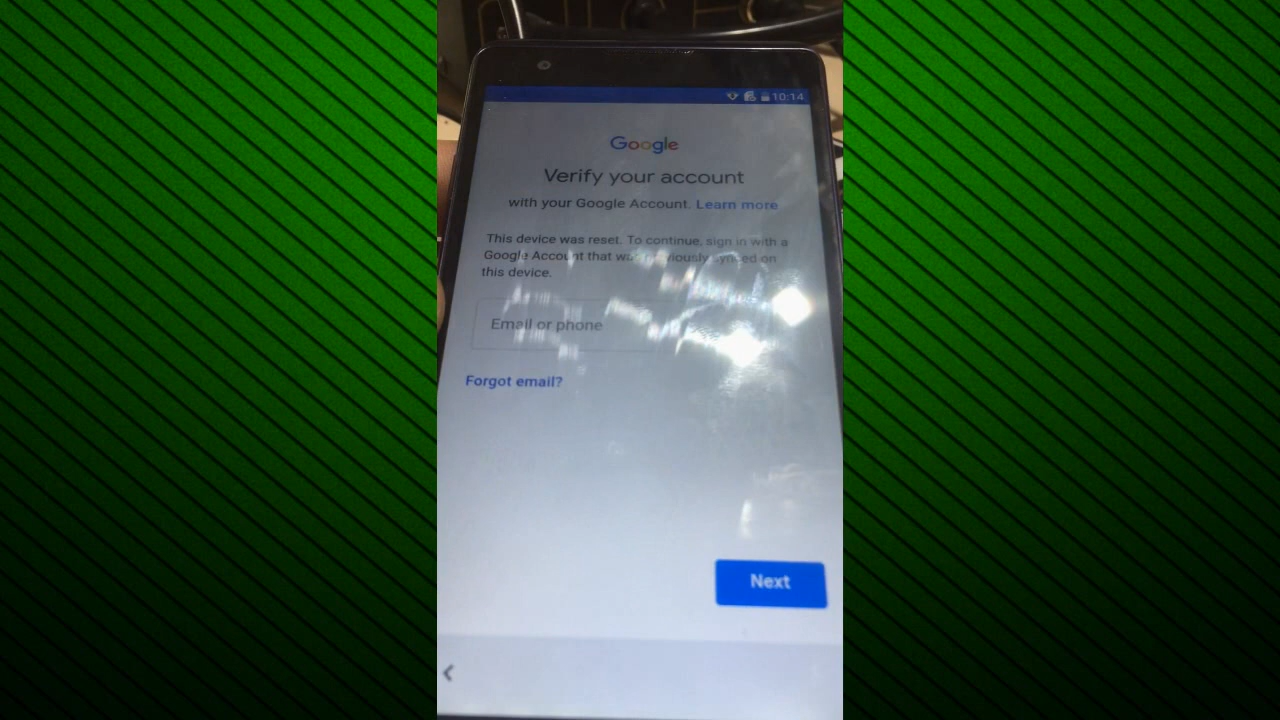 10:14
Google
Verify your account
with your Google Account. Learn more
This device was reset. To continue, sign in with a
Google Account that was previously synced on
this device.
Email or phone
Forgot email?
Next